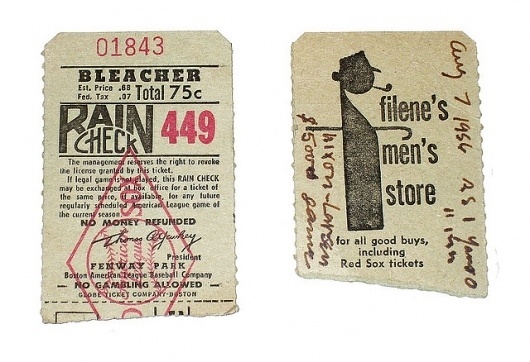 01843
BLEACHER
Est. Price .68
Fed. Tax .07 Total 75c
RAIN
CHECK
449
The management reserves the right to revoke
the license granted by this ticket.
If legal game is not played, this RAIN CHECK
may be exchanged at box office for a ticket of
the same price, if available, for any future
regularly scheduled American League game of
the current season.
NO MONEY REFUNDED
Thomas A. Yawkey
President
FENWAY PARK
Boston American League Baseball Company
NO GAMBLING ALLOWED
GLOBE TICKET COMPANY-BOSTON
filene's
men's
store
for all good buys,
including
Red Sox tickets
7 1956